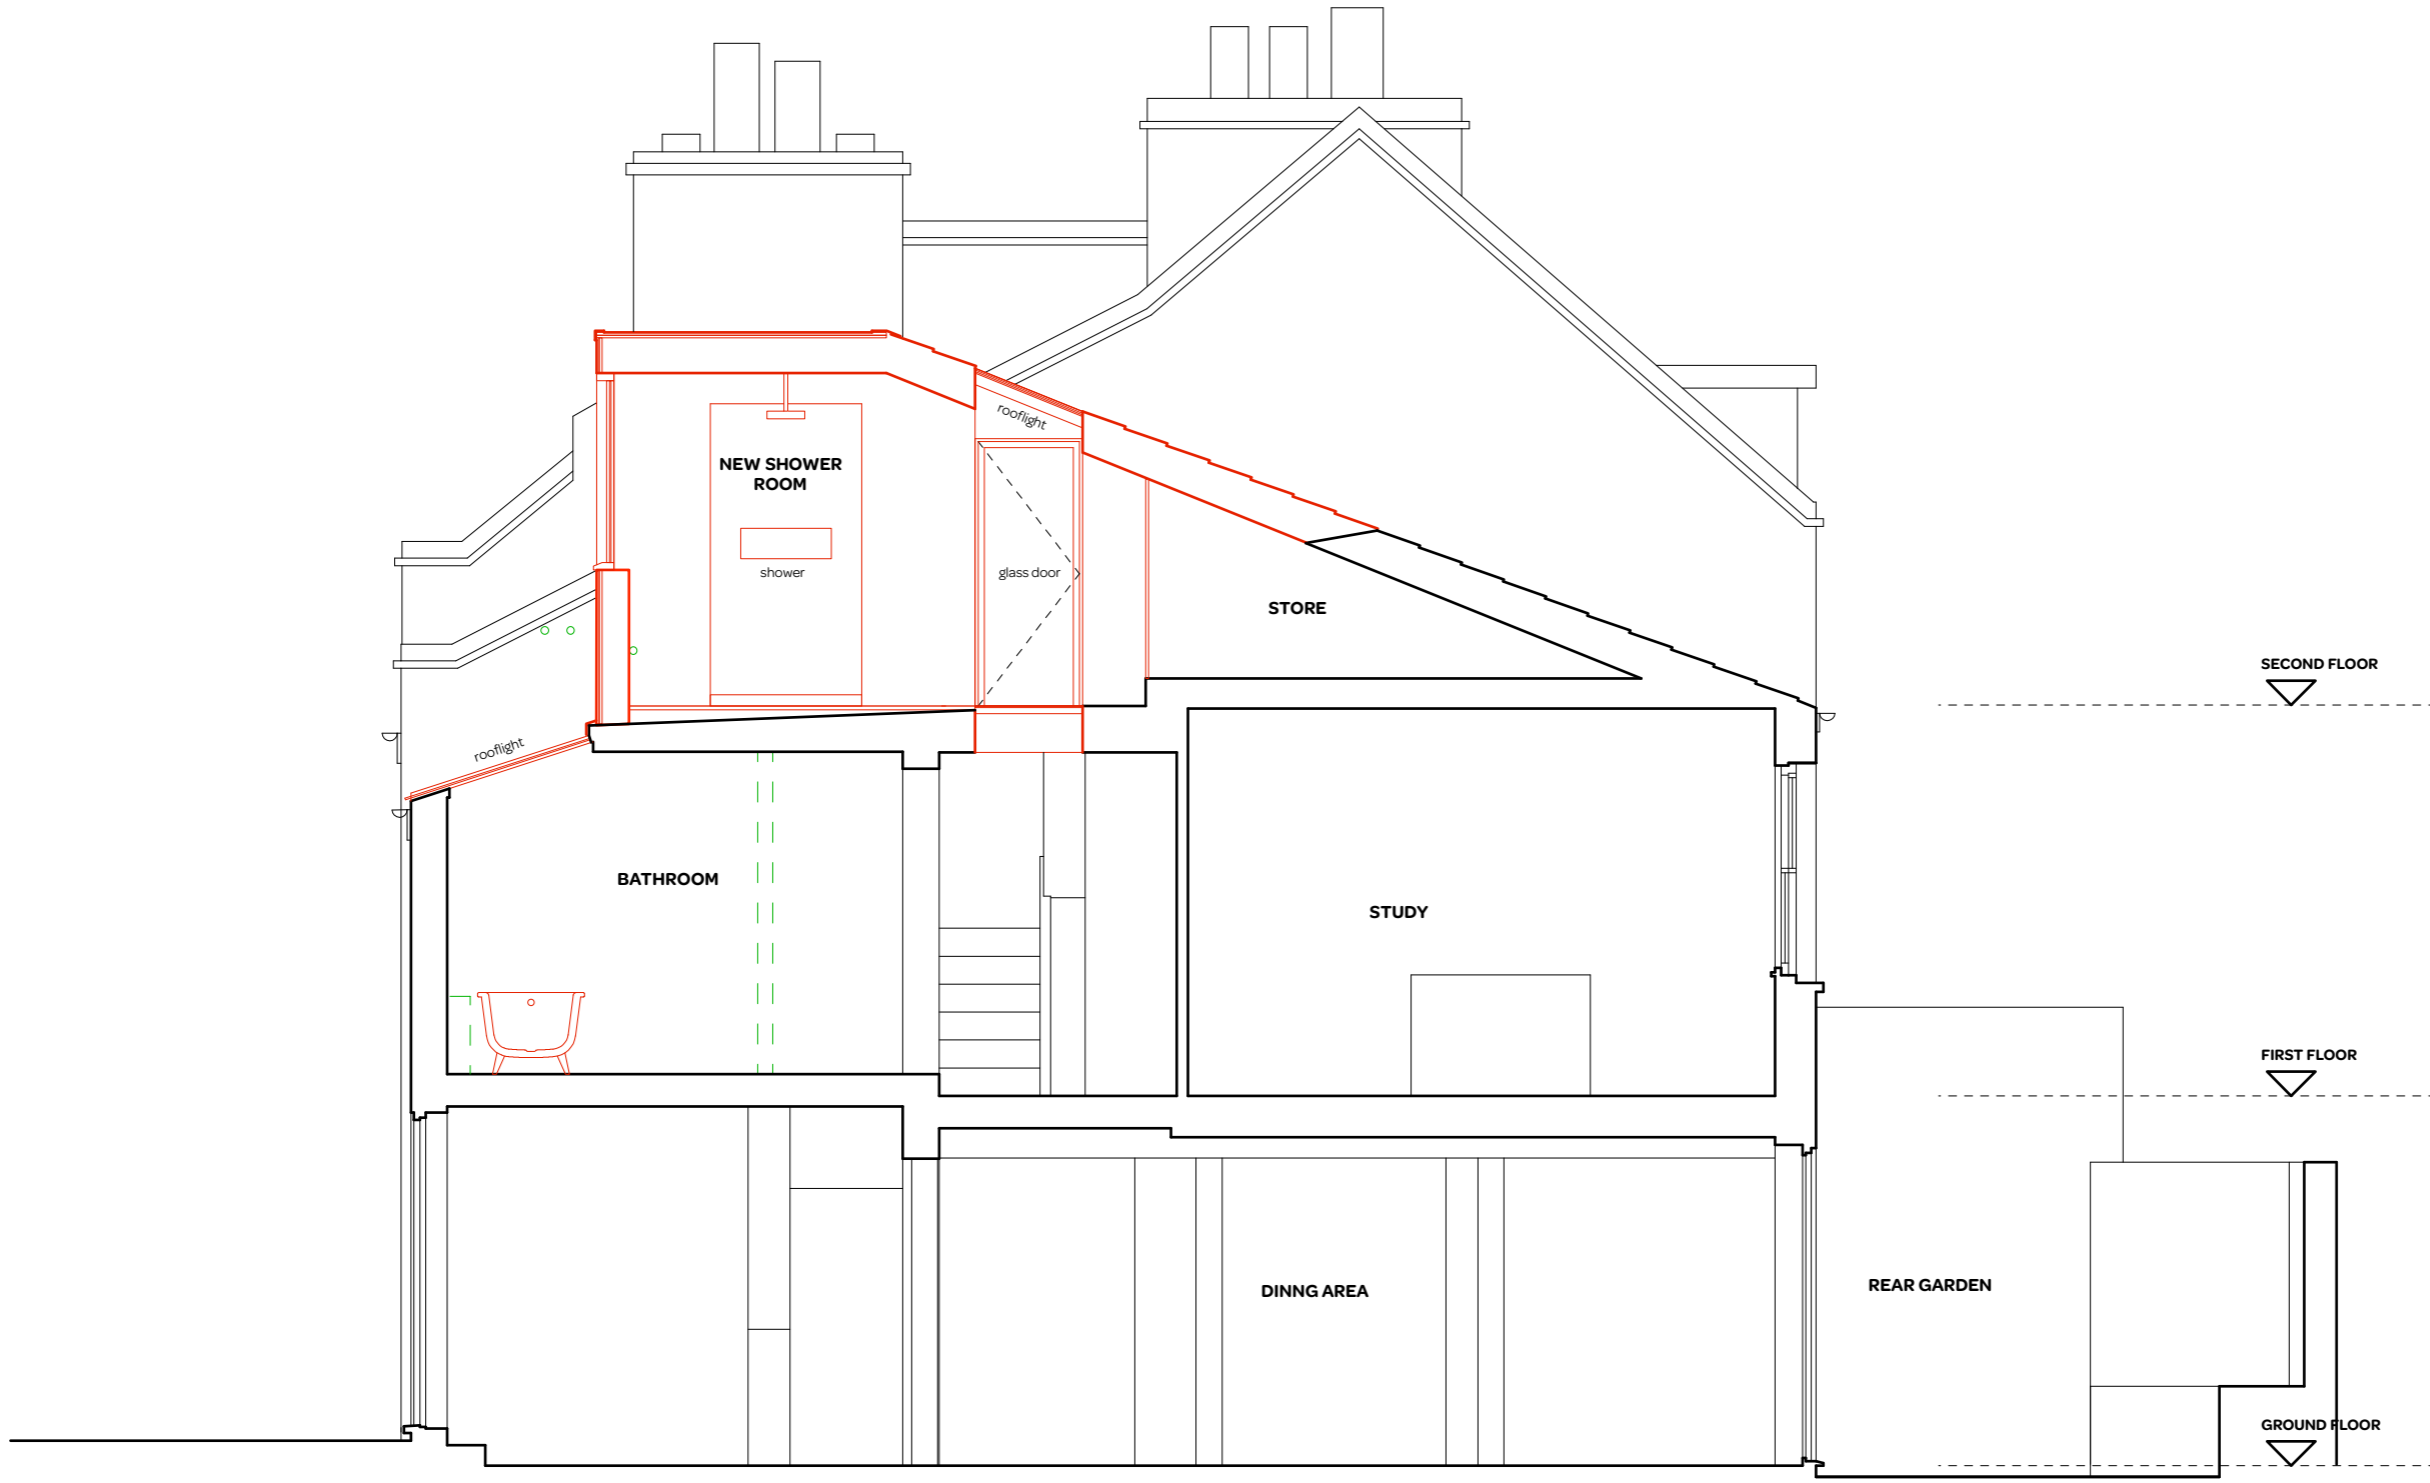 rooflight
NEW SHOWER
ROOM
shower
glass door
STORE
SECOND FLOOR
rooflight
BATHROOM
STUDY
FIRST FLOOR
DINNG AREA
REAR GARDEN
GROUND FLOOR